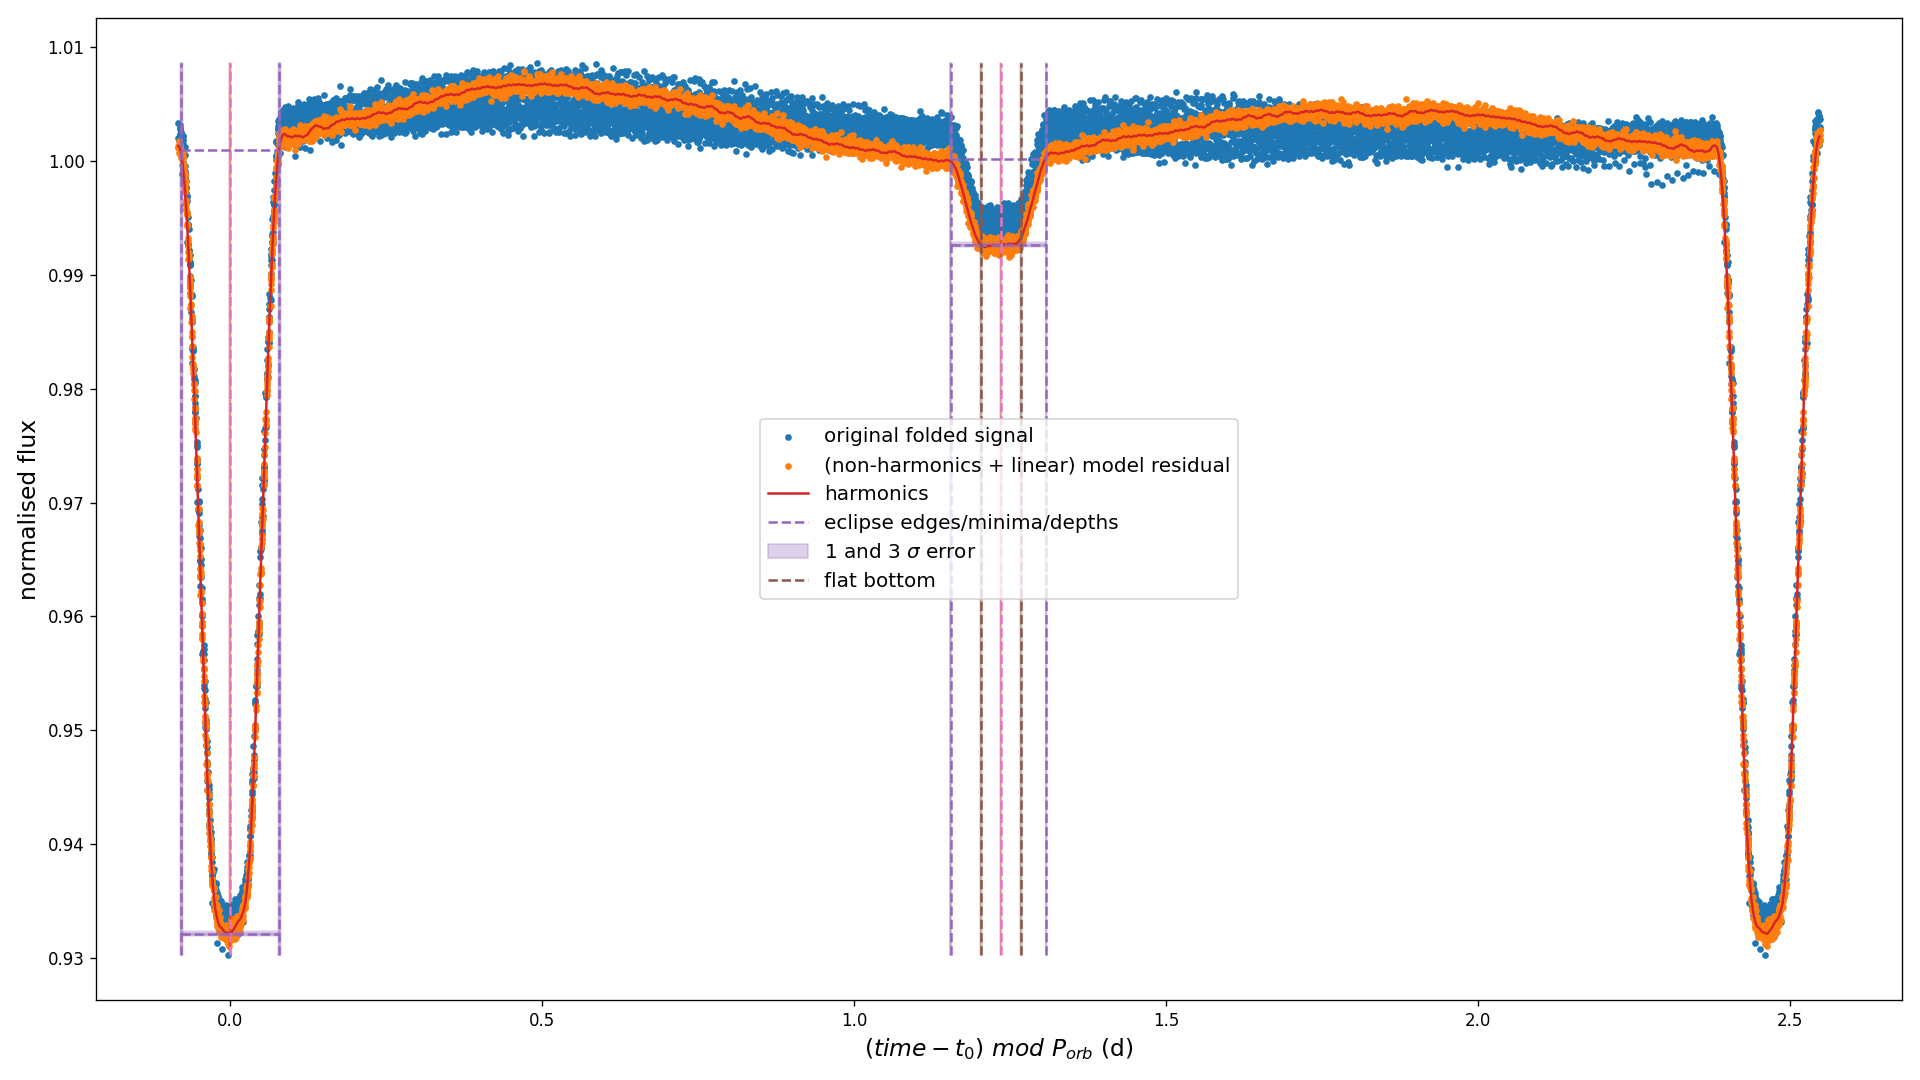 normalised flux
1.01
1.00
0.99
0.98
0.97
0.96
0.95
0.94
0.93
original folded signal
(non-harmonics + linear) model residual
harmonics
eclipse edges/minima/depths
1 and 3 σ error
flat bottom
0.0 0.5 1.0 1.5 2.0 2.5
(time − t₀) mod Pₒᵣb (d)